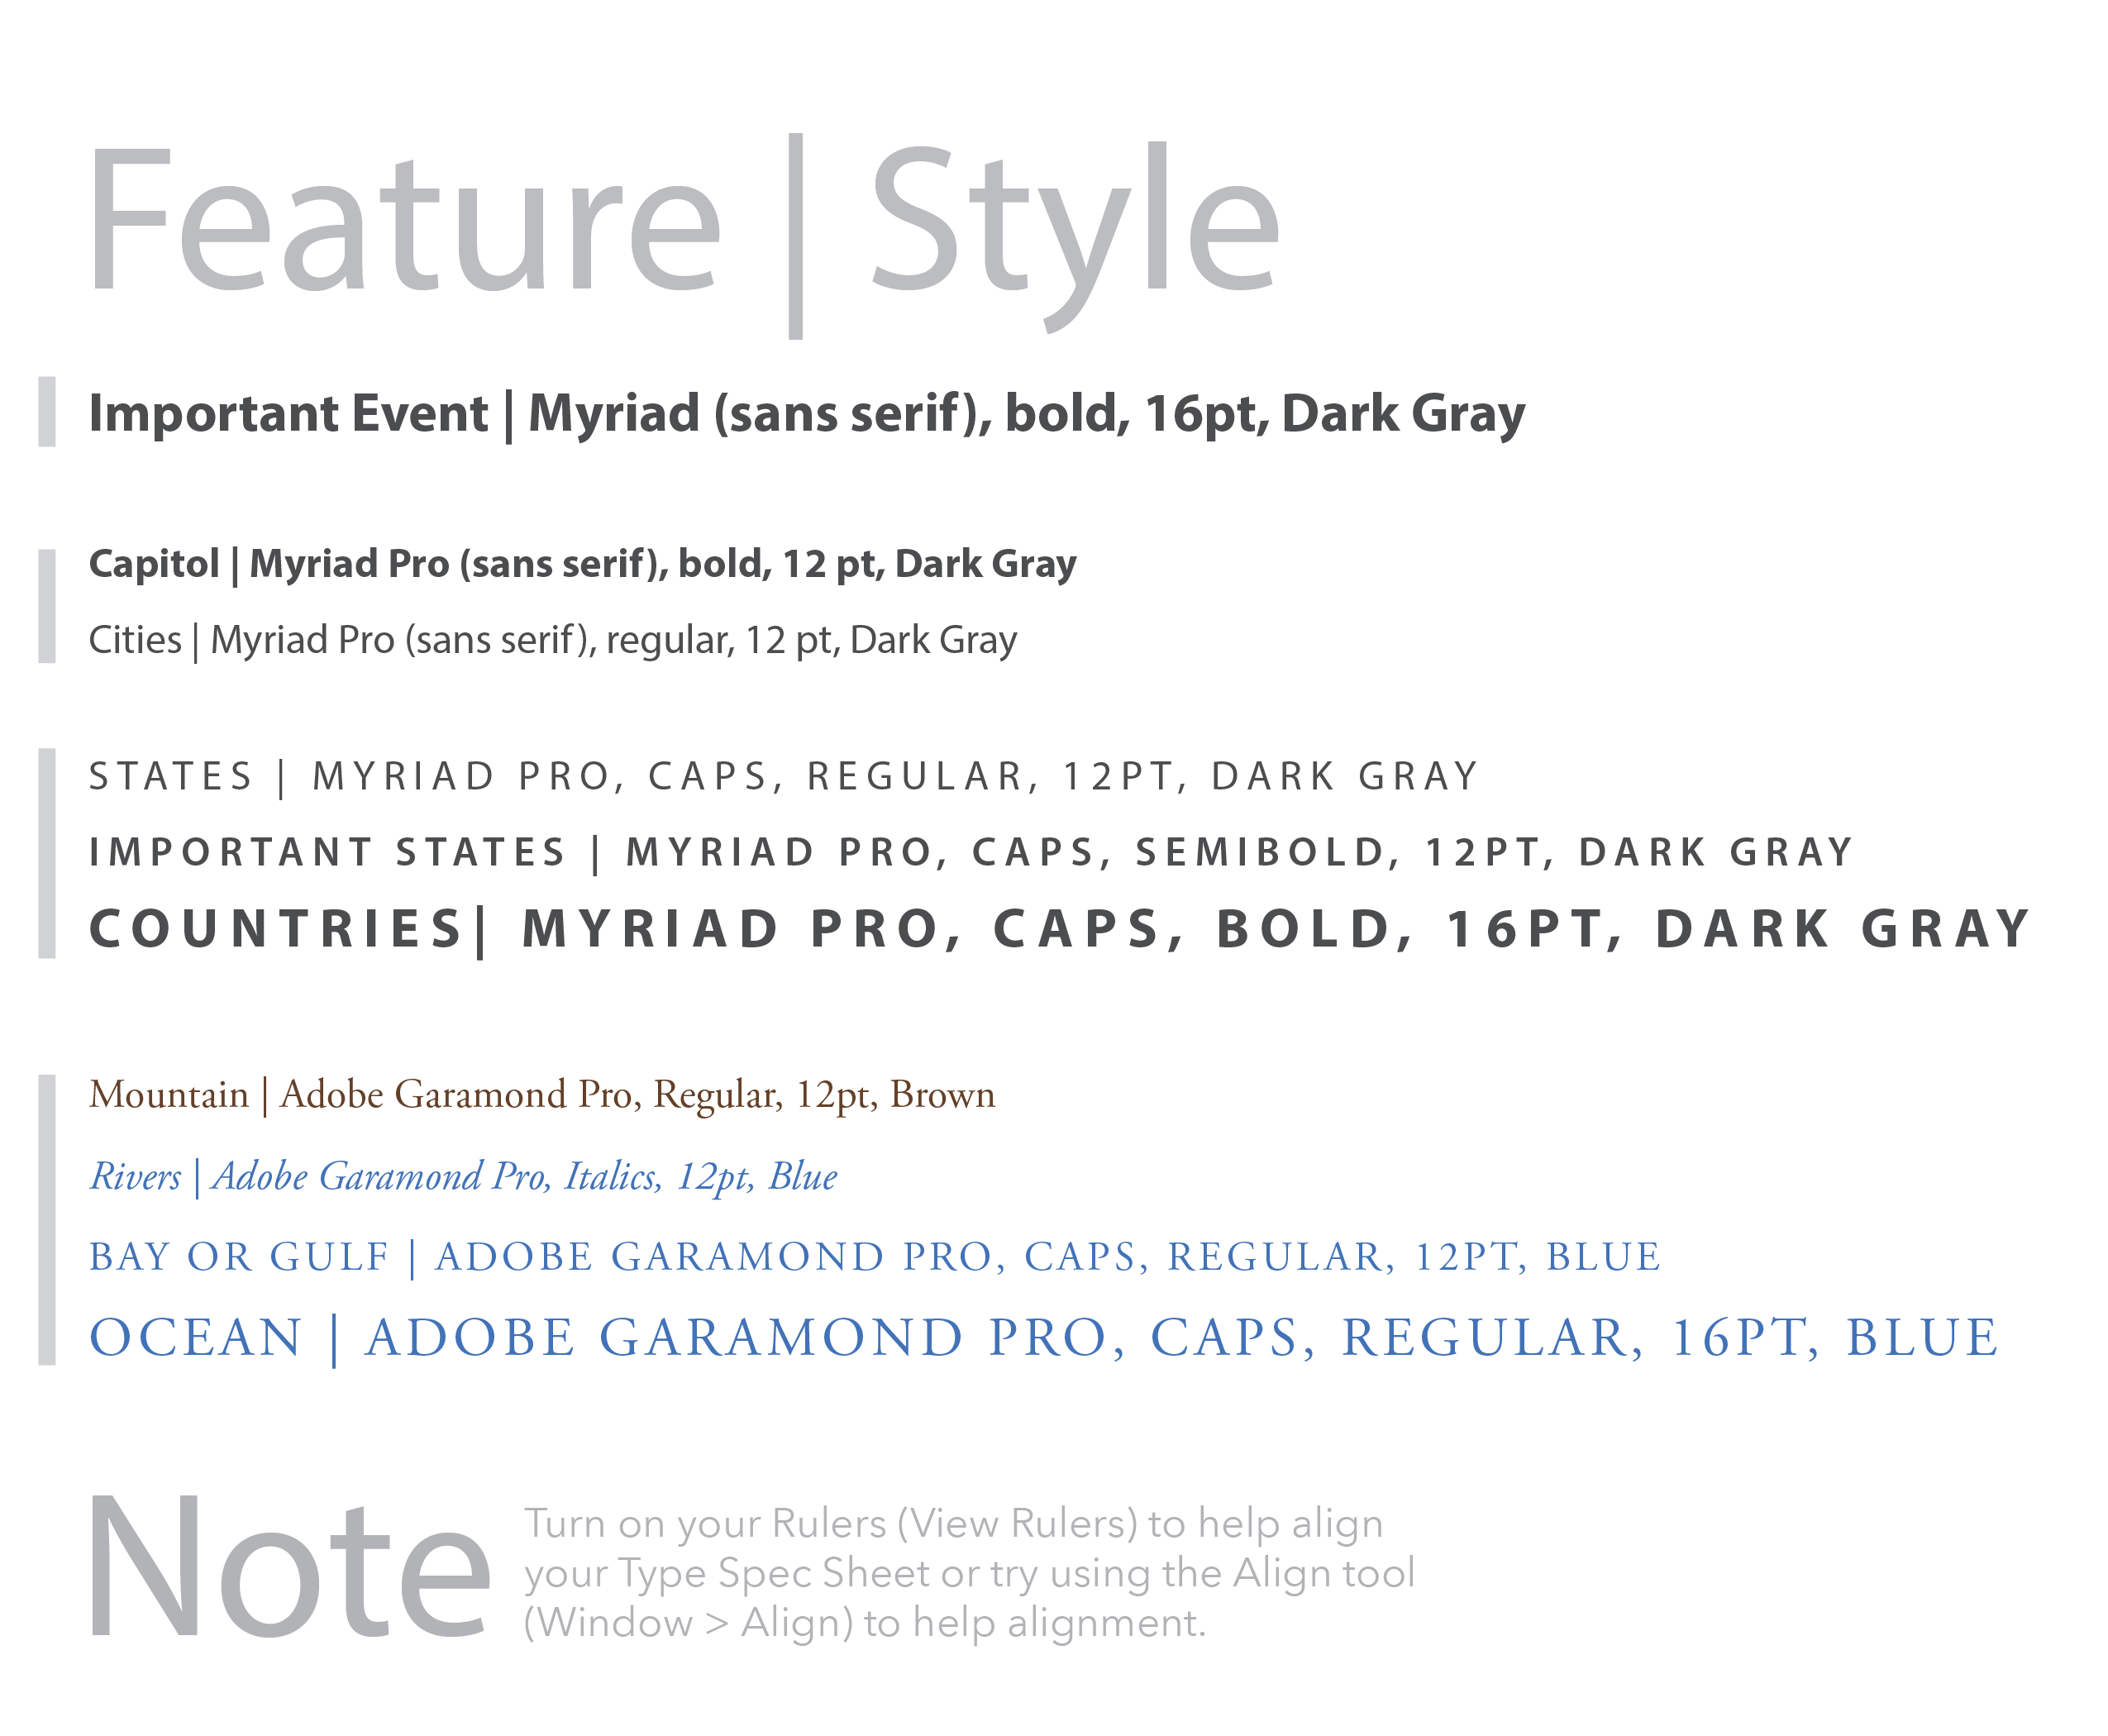 Feature | Style
Important Event | Myriad (sans serif), bold, 16pt, Dark Gray
Capitol | Myriad Pro (sans serif), bold, 12 pt, Dark Gray
Cities | Myriad Pro (sans serif), regular, 12 pt, Dark Gray
STATES | MYRIAD PRO, CAPS, REGULAR, 12PT, DARK GRAY
IMPORTANT STATES | MYRIAD PRO, CAPS, SEMIBOLD, 12PT, DARK GRAY
COUNTRIES| MYRIAD PRO, CAPS, BOLD, 16PT, DARK GRAY
Mountain | Adobe Garamond Pro, Regular, 12pt, Brown
Rivers | Adobe Garamond Pro, Italics, 12pt, Blue
BAY OR GULF | ADOBE GARAMOND PRO, CAPS, REGULAR, 12PT, BLUE
OCEAN | ADOBE GARAMOND PRO, CAPS, REGULAR, 16PT, BLUE
Note
Turn on your Rulers (View Rulers) to help align
your Type Spec Sheet or try using the Align tool
(Window > Align) to help alignment.